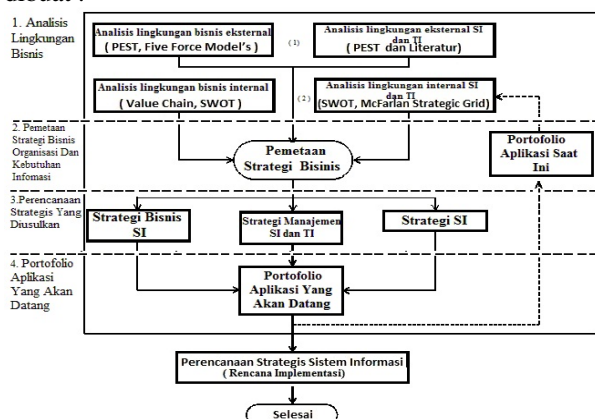 1. Analisis
Lingkungan
Bisnis
Analisis lingkungan bisnis eksternal
( PEST, Five Force Model's )
( 1 )
Analisis lingkungan eksternal SI
dan TI
( PEST dan Literatur)
Analisis lingkungan bisnis internal
( Value Chain, SWOT )
( 2 )
Analisis lingkungan internal SI
dan TI
(SWOT, McFarlan Strategic Grid)
2. Pemetaan
Strategi Bisnis
Organisasi Dan
Kebutuhan
Infomasi
Pemetaan
Strategi Bisinis
Portofolio
Aplikasi Saat
Ini
3.Perencanaan
Strategis Yang
Diusulkan
Strategi Bisnis
SI
Strategi Manajemen
SI dan TI
Strategi SI
4. Portofolio
Aplikasi
Yang Akan
Datang
Portofolio
Aplikasi Yang
Akan Datang
Perencanaan Strategis Sistem Informasi
( Rencana Implementasi)
Selesai